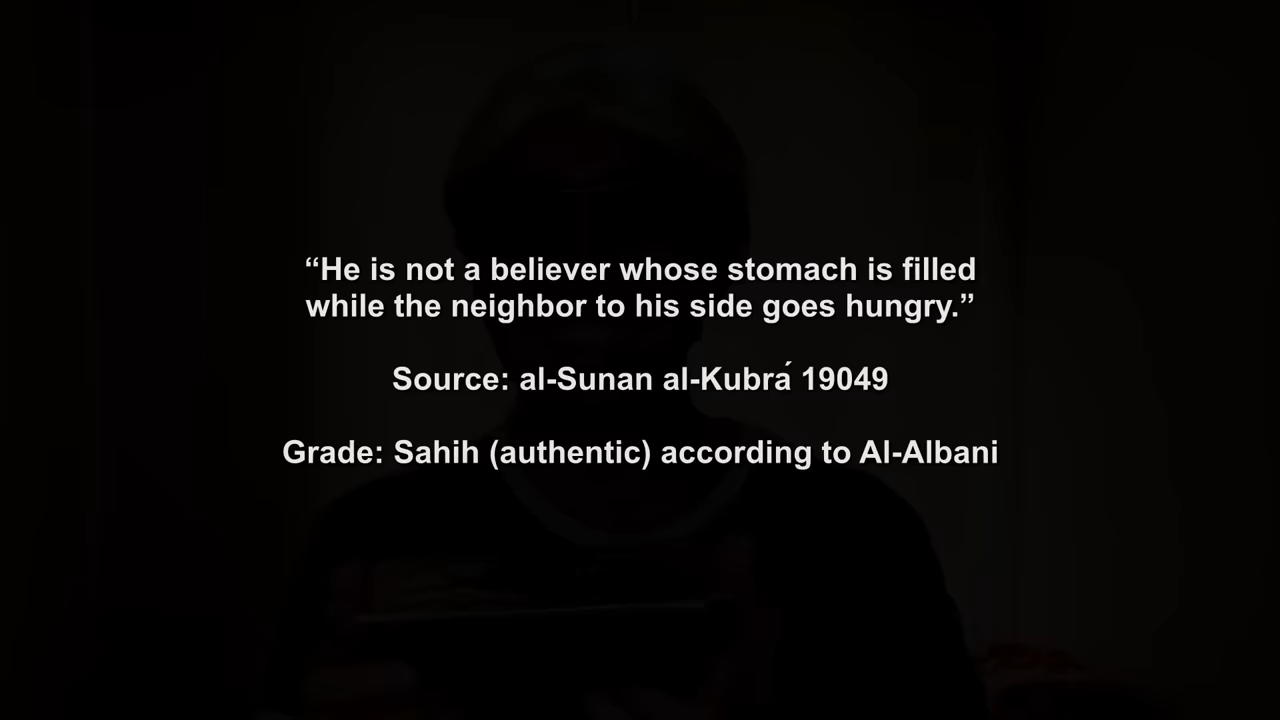 “He is not a believer whose stomach is filled
while the neighbor to his side goes hungry.”
Source: al-Sunan al-Kubrá 19049
Grade: Sahih (authentic) according to Al-Albani